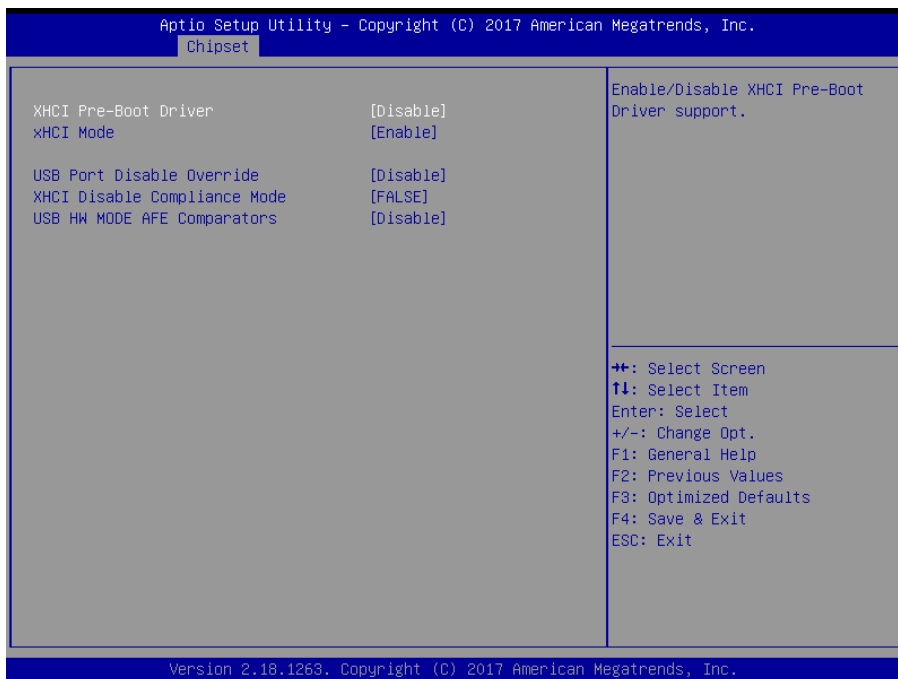 Aptio Setup Utility – Copyright (C) 2017 American Megatrends, Inc.
Chipset
XHCI Pre-Boot Driver [Disable]
xHCI Mode [Enable]
USB Port Disable Override [Disable]
XHCI Disable Compliance Mode [FALSE]
USB HW MODE AFE Comparators [Disable]
Enable/Disable XHCI Pre-Boot
Driver support.
→←: Select Screen
↑↓: Select Item
Enter: Select
+/-: Change Opt.
F1: General Help
F2: Previous Values
F3: Optimized Defaults
F4: Save & Exit
ESC: Exit
Version 2.18.1263. Copyright (C) 2017 American Megatrends, Inc.